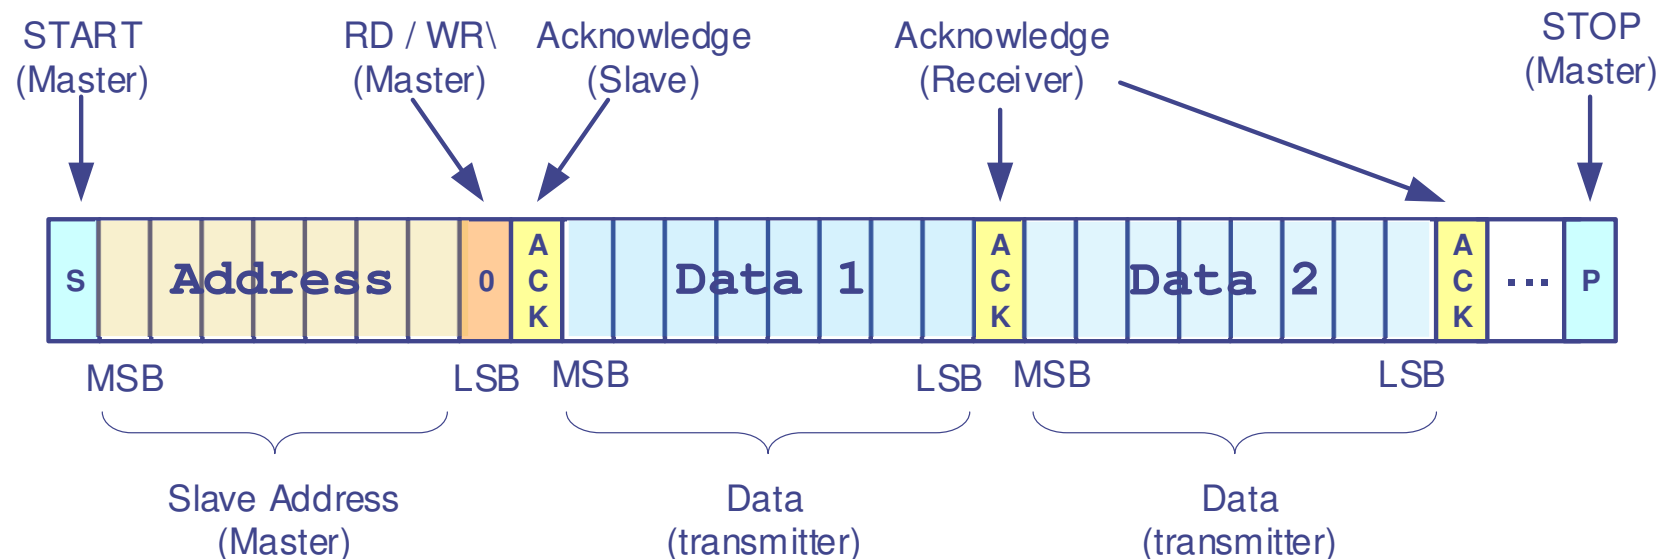 START
(Master)
RD / WR\
(Master)
Acknowledge
(Slave)
Acknowledge
(Receiver)
STOP
(Master)
S
Address
0
A
C
K
Data 1
A
C
K
Data 2
A
C
K
...
P
MSB
LSB
MSB
LSB
MSB
LSB
Slave Address
(Master)
Data
(transmitter)
Data
(transmitter)